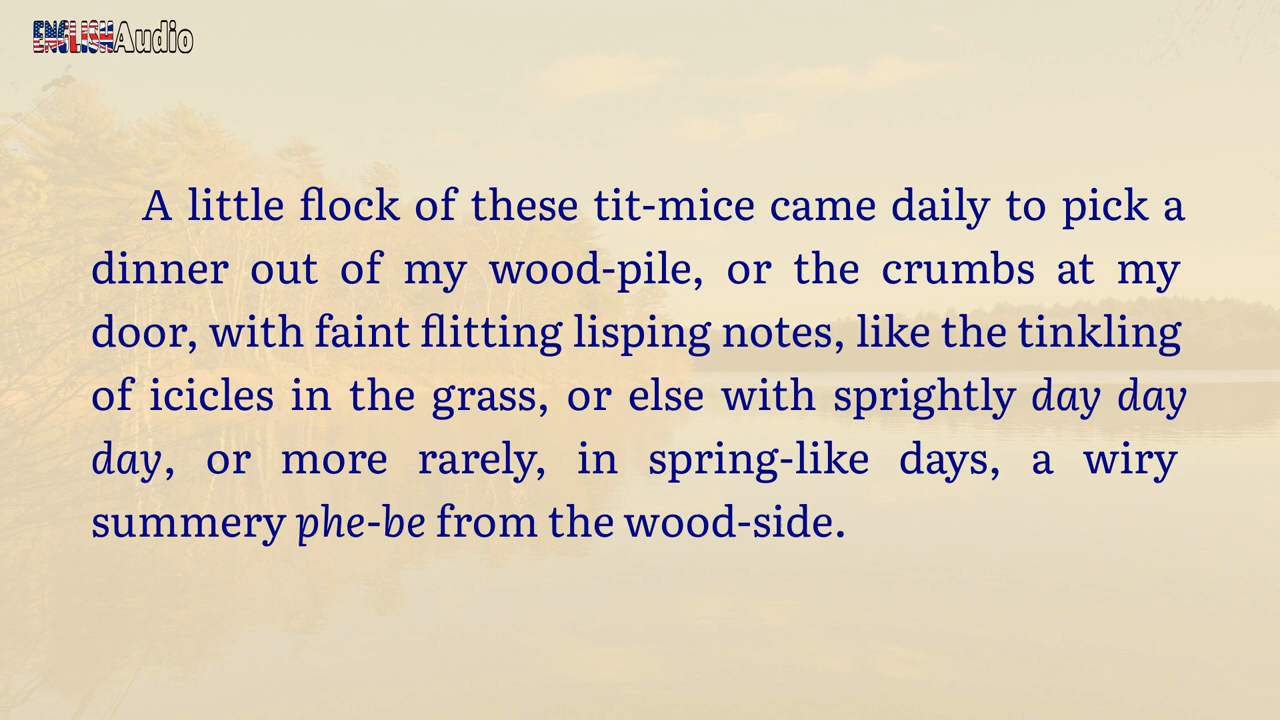 ENGLISHAudio
A little flock of these tit-mice came daily to pick a
dinner out of my wood-pile, or the crumbs at my
door, with faint flitting lisping notes, like the tinkling
of icicles in the grass, or else with sprightly day day
day, or more rarely, in spring-like days, a wiry
summery phe-be from the wood-side.